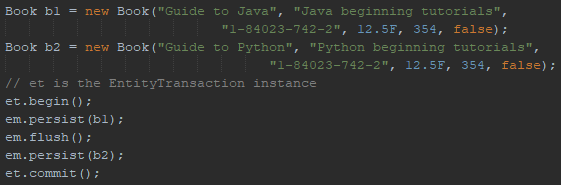 Book b1 = new Book("Guide to Java", "Java beginning tutorials",
"1-84023-742-2", 12.5F, 354, false);
Book b2 = new Book("Guide to Python", "Python beginning tutorials",
"1-84023-742-2", 12.5F, 354, false);
// et is the EntityTransaction instance
et.begin();
em.persist(b1);
em.flush();
em.persist(b2);
et.commit();